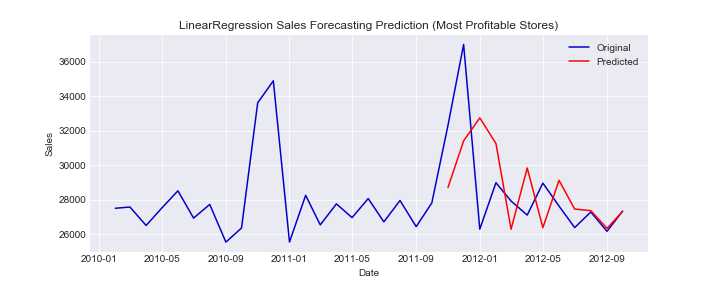 LinearRegression Sales Forecasting Prediction (Most Profitable Stores)
Original
Predicted
36000
34000
32000
30000
28000
26000
Sales
2010-01 2010-05 2010-09 2011-01 2011-05 2011-09 2012-01 2012-05 2012-09
Date